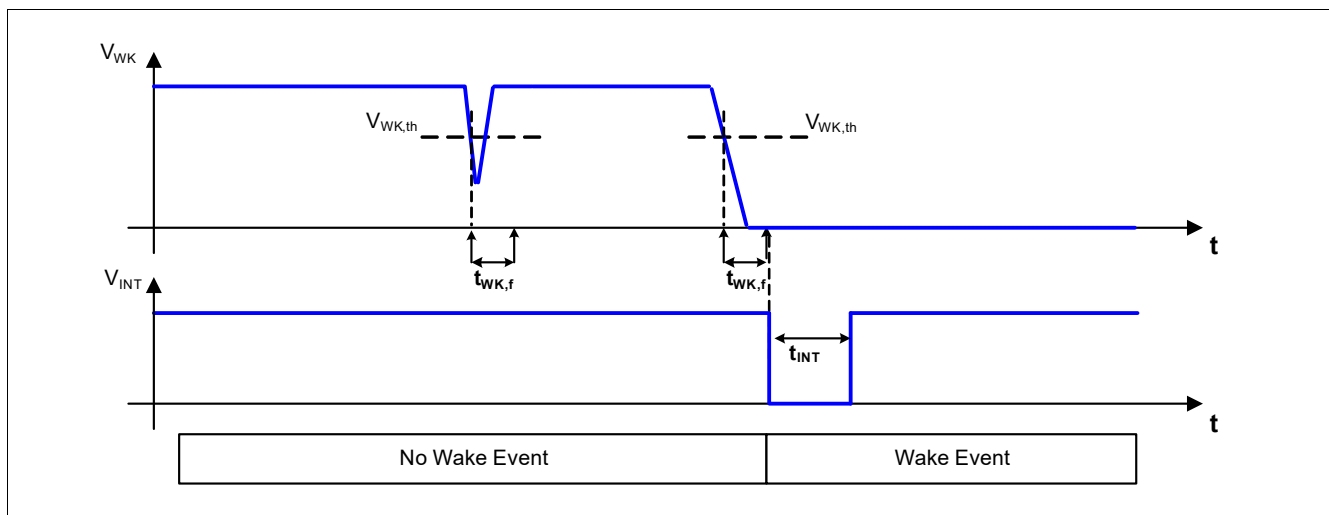 V_WK
V_WK,th
V_WK,th
t
t_WK,f
t_WK,f
V_INT
t_INT
t
No Wake Event
Wake Event